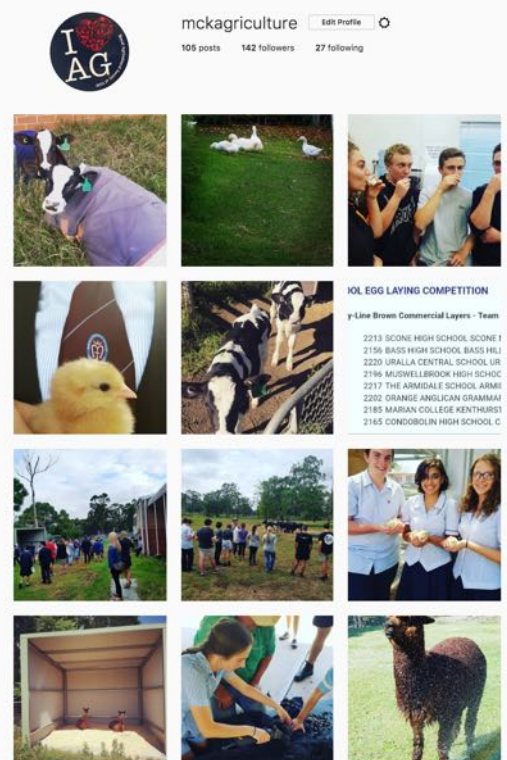 mckagriculture Edit Profile
105 posts 142 followers 27 following
I
AG
OOL EGG LAYING COMPETITION
y-Line Brown Commercial Layers - Team
2213 SCONE HIGH SCHOOL SCONE
2156 BASS HIGH SCHOOL BASS HIL
2220 URALLA CENTRAL SCHOOL UR
2196 MUSWELLBROOK HIGH SCHOO
2217 THE ARMIDALE SCHOOL ARMI
2202 ORANGE ANGLICAN GRAMMA
2185 MARIAN COLLEGE KENTHURST
2165 CONDOBOLIN HIGH SCHOOL C